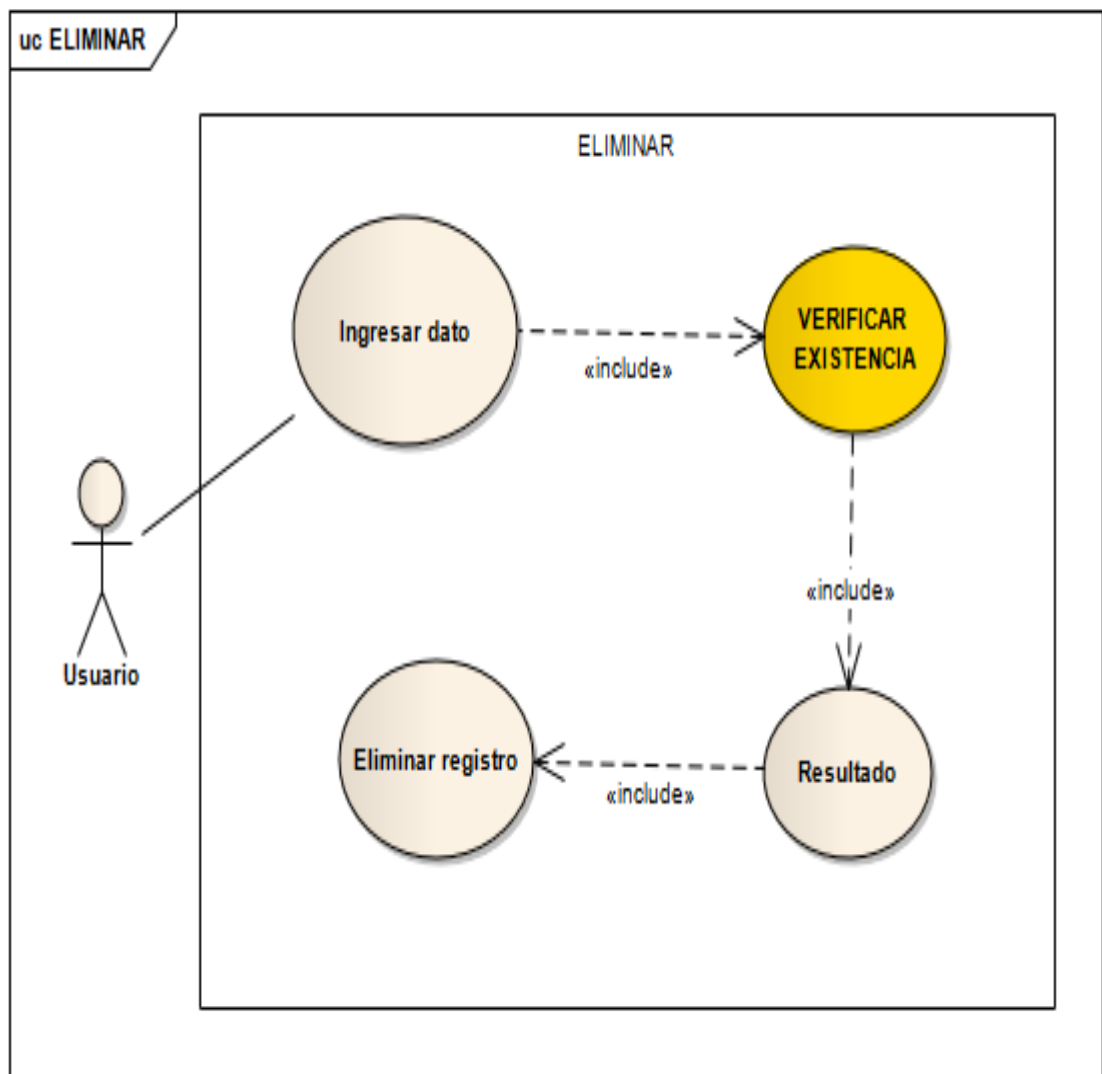 uc ELIMINAR
ELIMINAR
Ingresar dato
«include»
VERIFICAR
EXISTENCIA
«include»
Usuario
Eliminar registro
«include»
Resultado